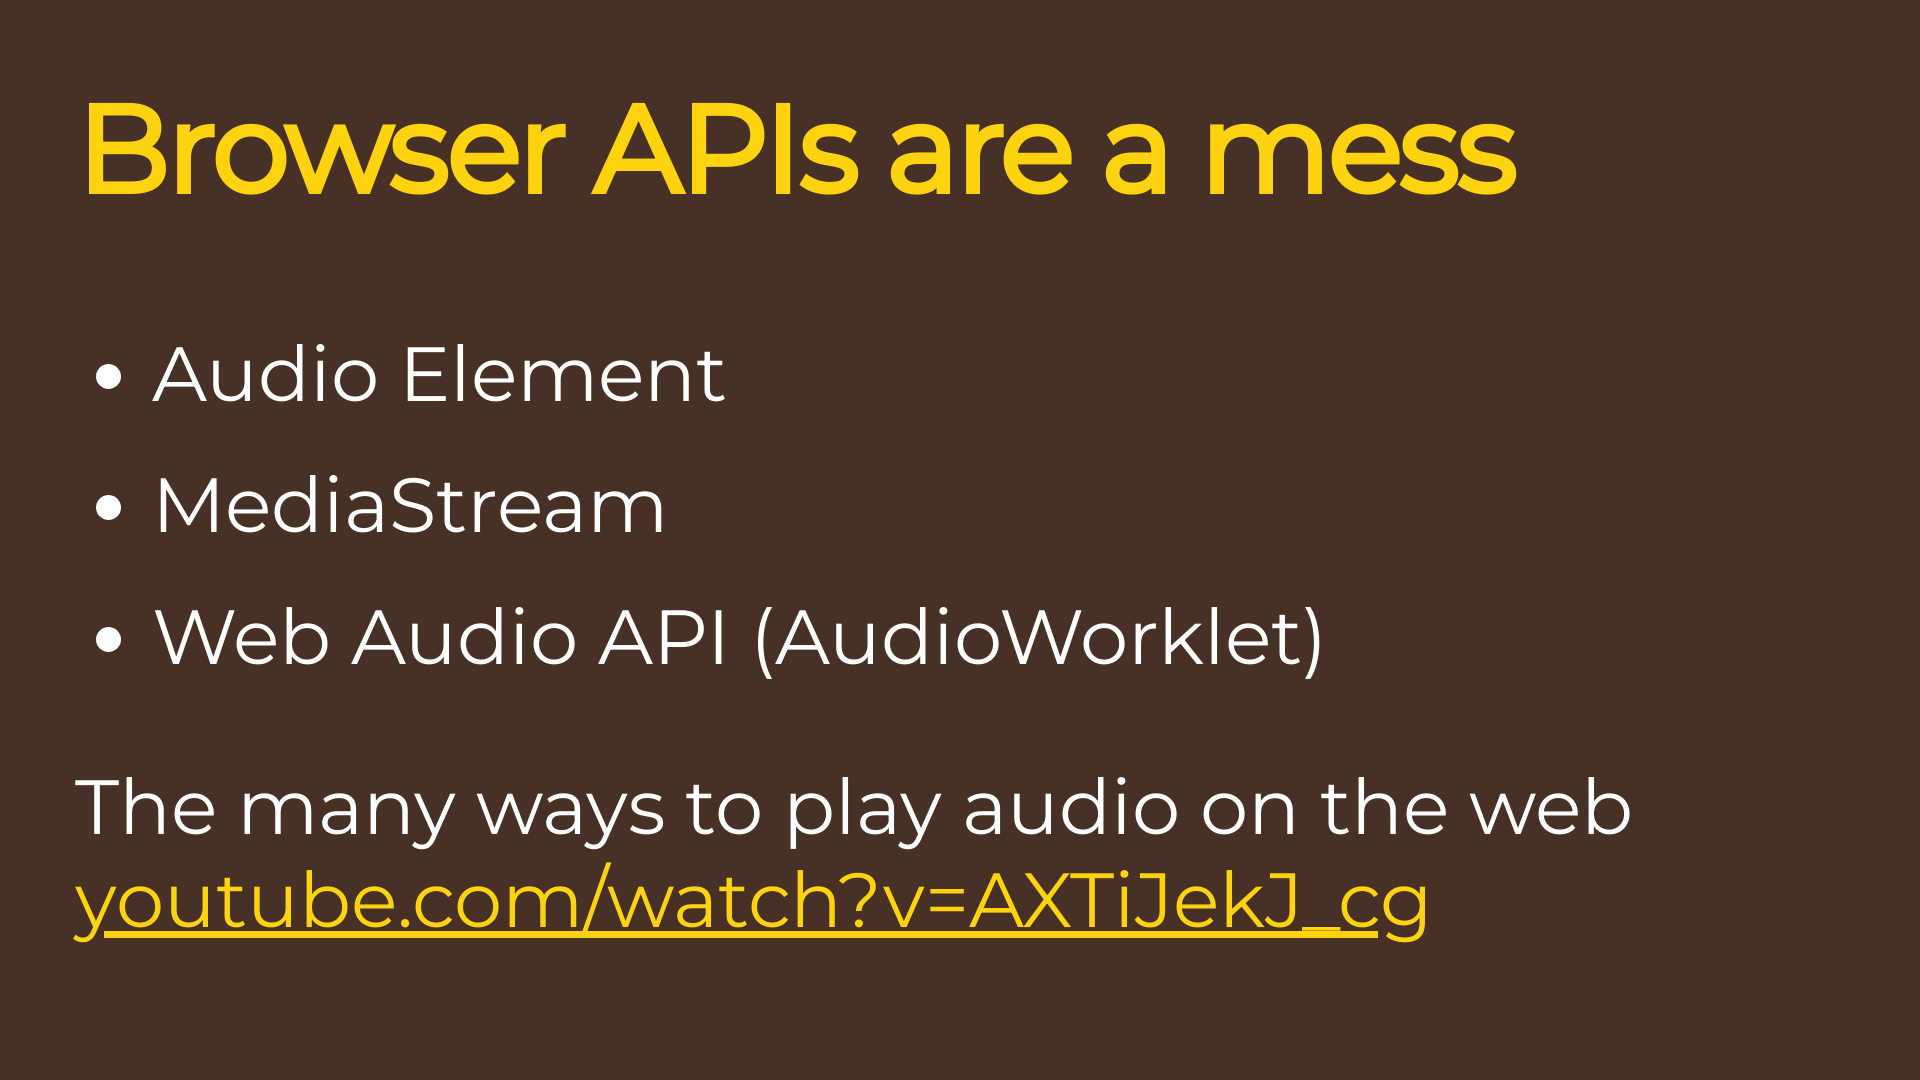 Browser APIs are a mess
• Audio Element
• MediaStream
• Web Audio API (AudioWorklet)
The many ways to play audio on the web
youtube.com/watch?v=AXTiJekJ_cg